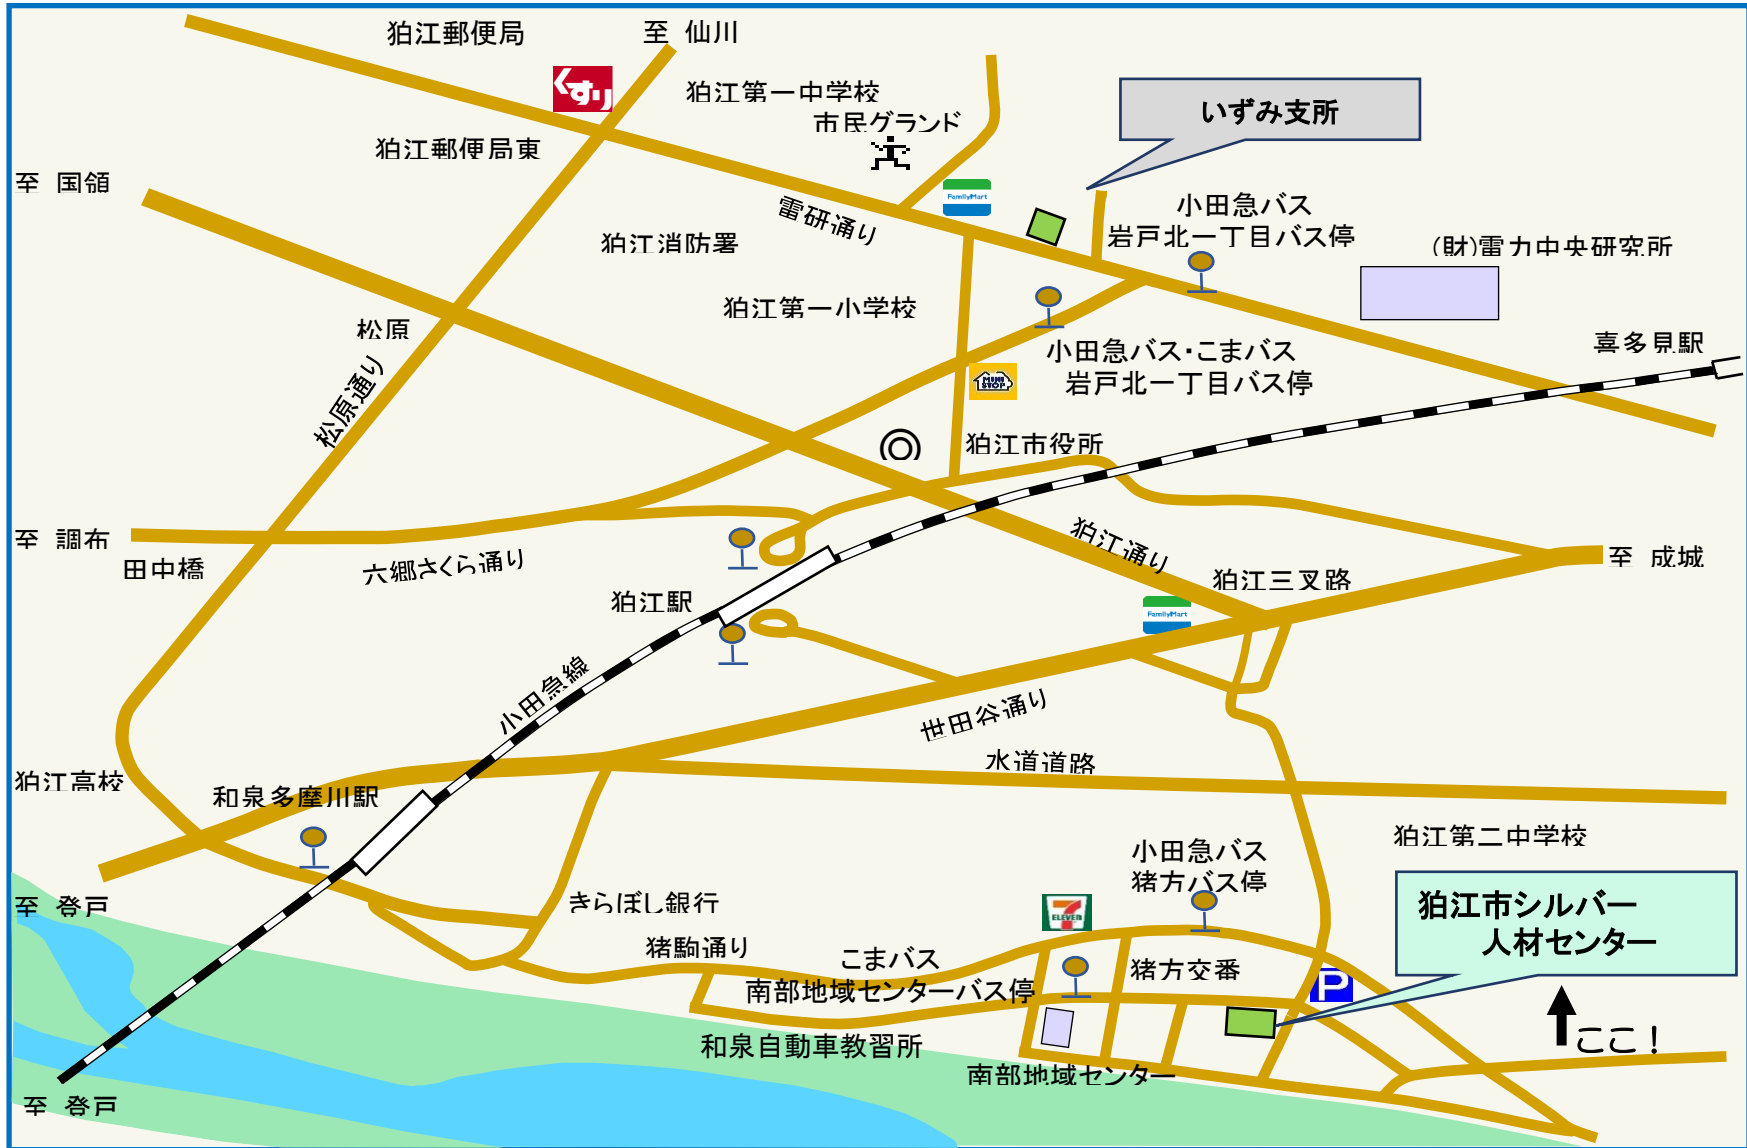 狛江郵便局
至 仙川
くすり
狛江第一中学校
市民グランド
いずみ支所
狛江郵便局東
至 国領
FamilyMart
雷研通り
小田急バス
岩戸北一丁目バス停
狛江消防署
(財)雷力中央研究所
狛江第一小学校
松原
小田急バス・こまバス
岩戸北一丁目バス停
喜多見駅
MINI
STOP
松原通り
狛江市役所
至 調布
田中橋
六郷さくら通り
狛江通り
至 成城
狛江三叉路
狛江駅
FamilyMart
小田急線
世田谷通り
水道道路
狛江高校
和泉多摩川駅
狛江第二中学校
小田急バス
猪方バス停
至 登戸
きらぼし銀行
7
ELEVEN
狛江市シルバー
人材センター
猪駒通り
こまバス
南部地域センターバス停
猪方交番
P
和泉自動車教習所
ここ!
南部地域センター
至 登戸